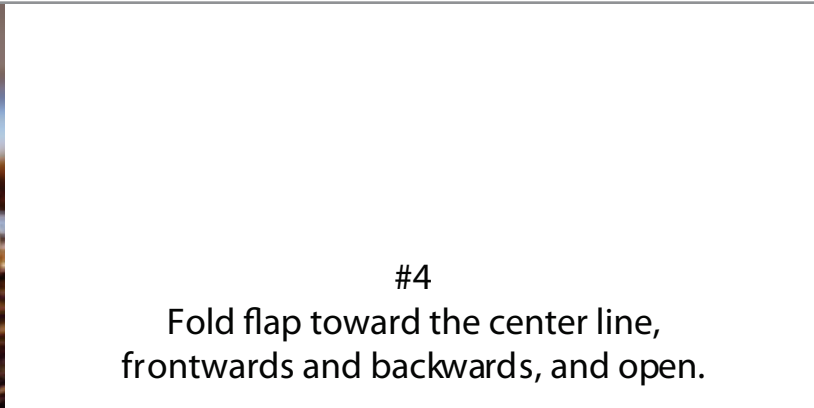 #4
Fold flap toward the center line,
frontwards and backwards, and open.